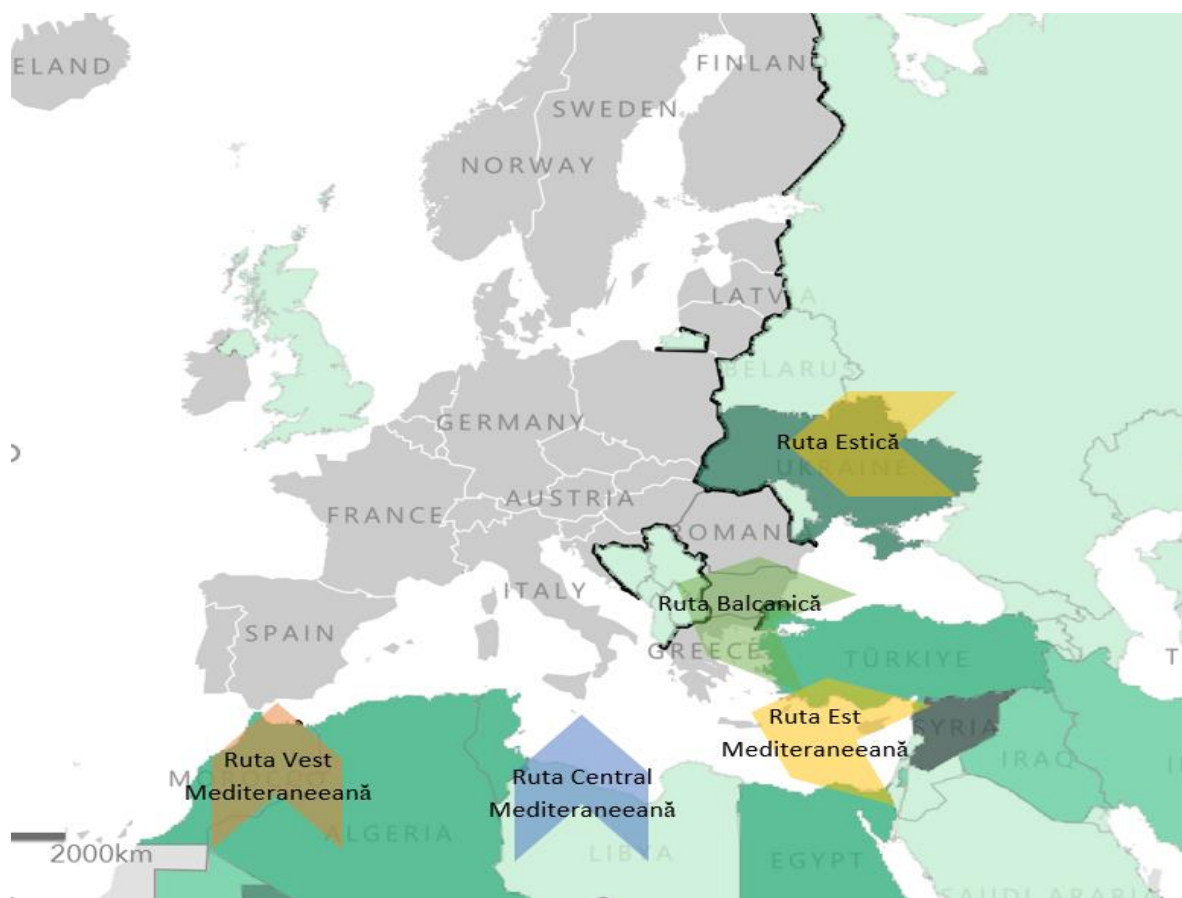 ELAND
FINLAND
SWEDEN
NORWAY
LATVIA
BELARUS
GERMANY
Ruta Estică
UKRAINE
AUSTRIA
FRANCE
ROMAN
ITALY
Ruta Balcanică
SPAIN
GREECE
TÜRKIYE
Ruta Est
Mediteraneeană
SYRIA
IRAQ
Ruta Vest
Mediteraneeană
MOROCCO
Ruta Central
Mediteraneeană
ALGERIA
LIBYA
EGYPT
2000km
SAUDI ARABIA